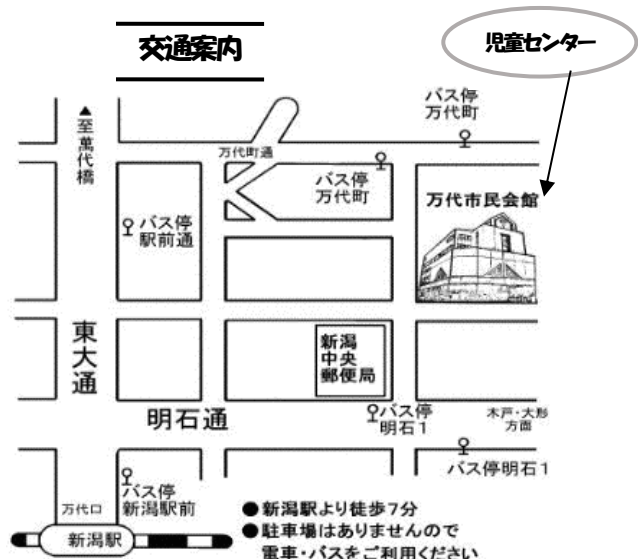 交通案内
児童センター
▲至萬代橋
万代町通
バス停
万代町
バス停
万代町
バス停
駅前通
万代市民会館
東大通
新潟
中央
郵便局
明石通
バス停
明石1
木戸・大形
方面
バス停明石1
バス停
新潟駅前
万代口
新潟駅
●新潟駅より徒歩7分
●駐車場はありませんので
電車・バスをご利用ください